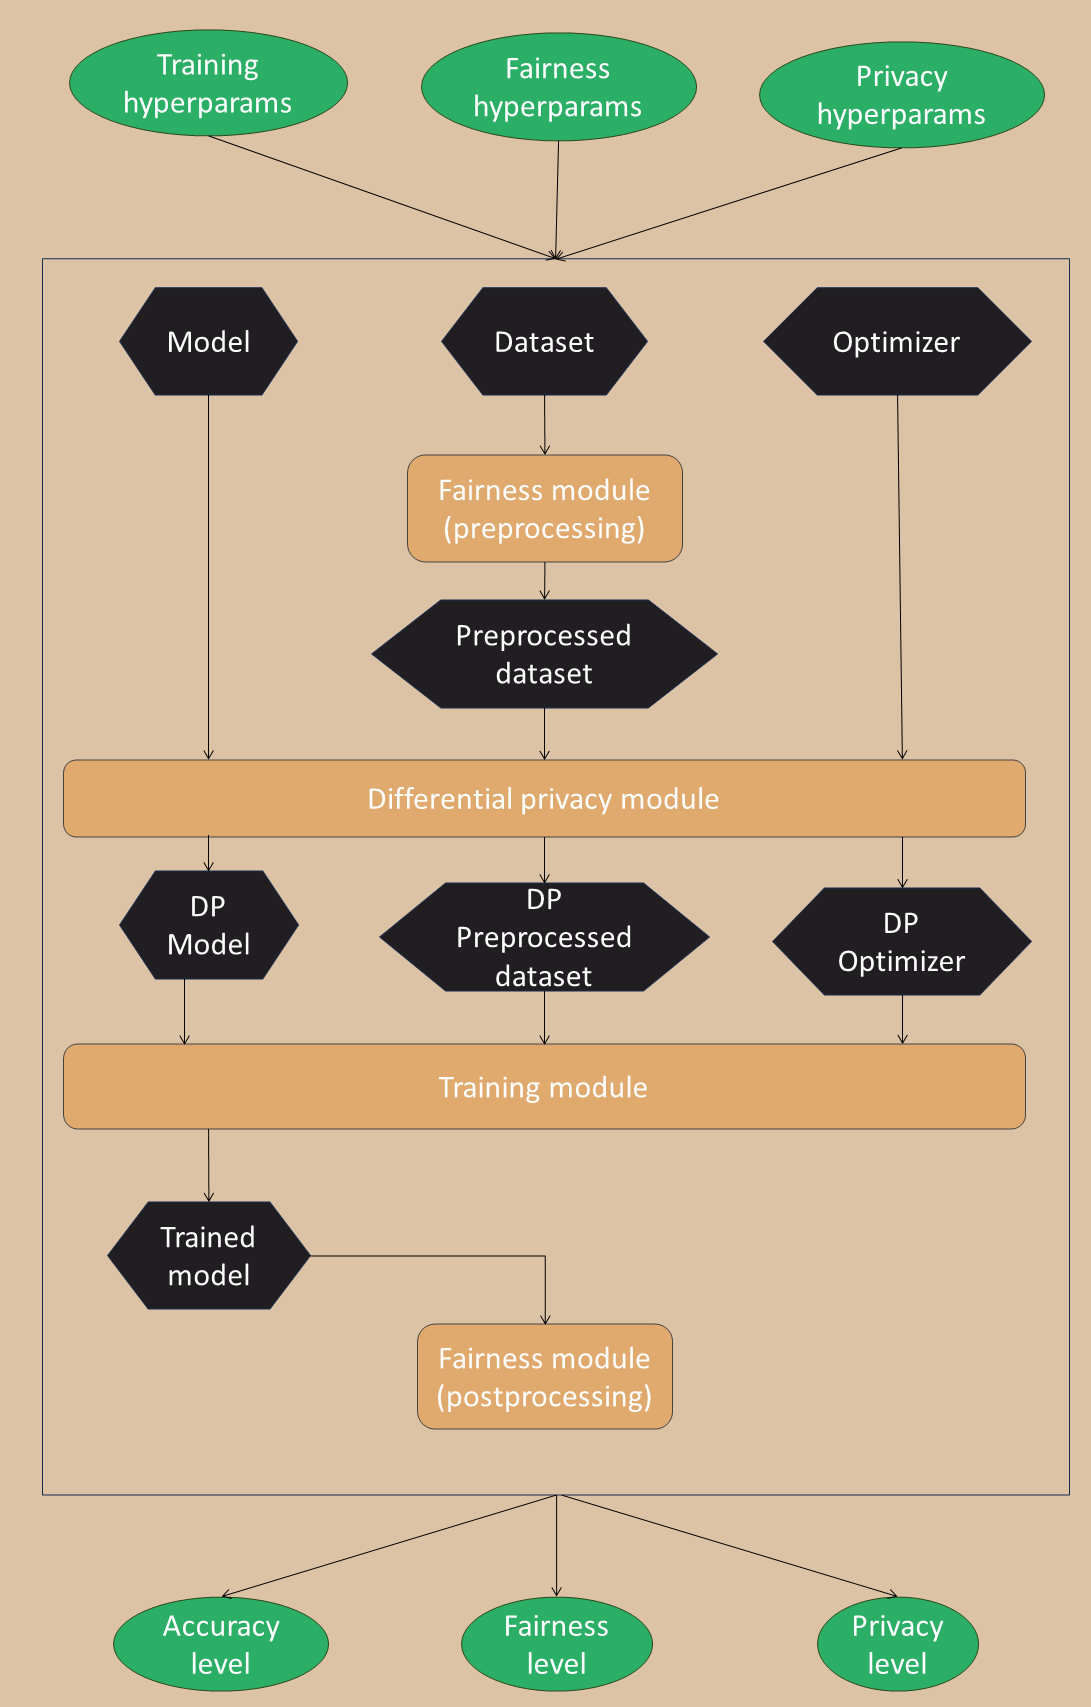 Training
hyperparams
Fairness
hyperparams
Privacy
hyperparams
Model
Dataset
Optimizer
Fairness module
(preprocessing)
Preprocessed
dataset
Differential privacy module
DP
Model
DP
Preprocessed
dataset
DP
Optimizer
Training module
Trained
model
Fairness module
(postprocessing)
Accuracy
level
Fairness
level
Privacy
level